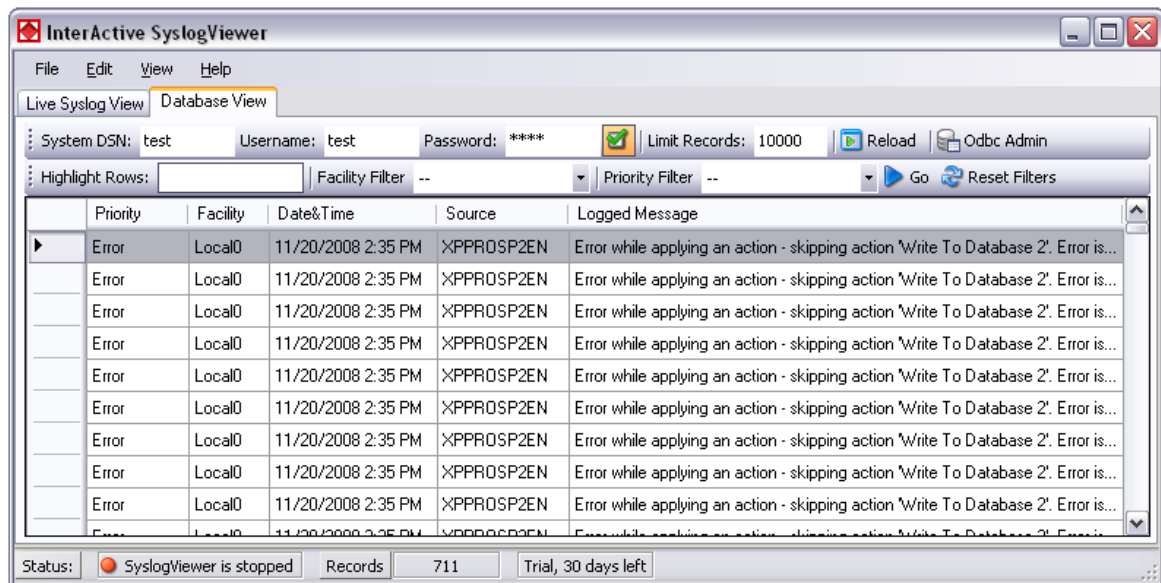 InterActive SyslogViewer
File Edit View Help
Live Syslog View Database View
System DSN: test Username: test Password: **** Limit Records: 10000 Reload Odbc Admin
Highlight Rows: Facility Filter -- Priority Filter -- Go Reset Filters
Priority Facility Date&Time Source Logged Message
Error Local0 11/20/2008 2:35 PM XPPROSP2EN Error while applying an action - skipping action 'Write To Database 2'. Error is...
Error Local0 11/20/2008 2:35 PM XPPROSP2EN Error while applying an action - skipping action 'Write To Database 2'. Error is...
Error Local0 11/20/2008 2:35 PM XPPROSP2EN Error while applying an action - skipping action 'Write To Database 2'. Error is...
Error Local0 11/20/2008 2:35 PM XPPROSP2EN Error while applying an action - skipping action 'Write To Database 2'. Error is...
Error Local0 11/20/2008 2:35 PM XPPROSP2EN Error while applying an action - skipping action 'Write To Database 2'. Error is...
Error Local0 11/20/2008 2:35 PM XPPROSP2EN Error while applying an action - skipping action 'Write To Database 2'. Error is...
Error Local0 11/20/2008 2:35 PM XPPROSP2EN Error while applying an action - skipping action 'Write To Database 2'. Error is...
Error Local0 11/20/2008 2:35 PM XPPROSP2EN Error while applying an action - skipping action 'Write To Database 2'. Error is...
Error Local0 11/20/2008 2:35 PM XPPROSP2EN Error while applying an action - skipping action 'Write To Database 2'. Error is...
Status: SyslogViewer is stopped Records 711 Trial, 30 days left